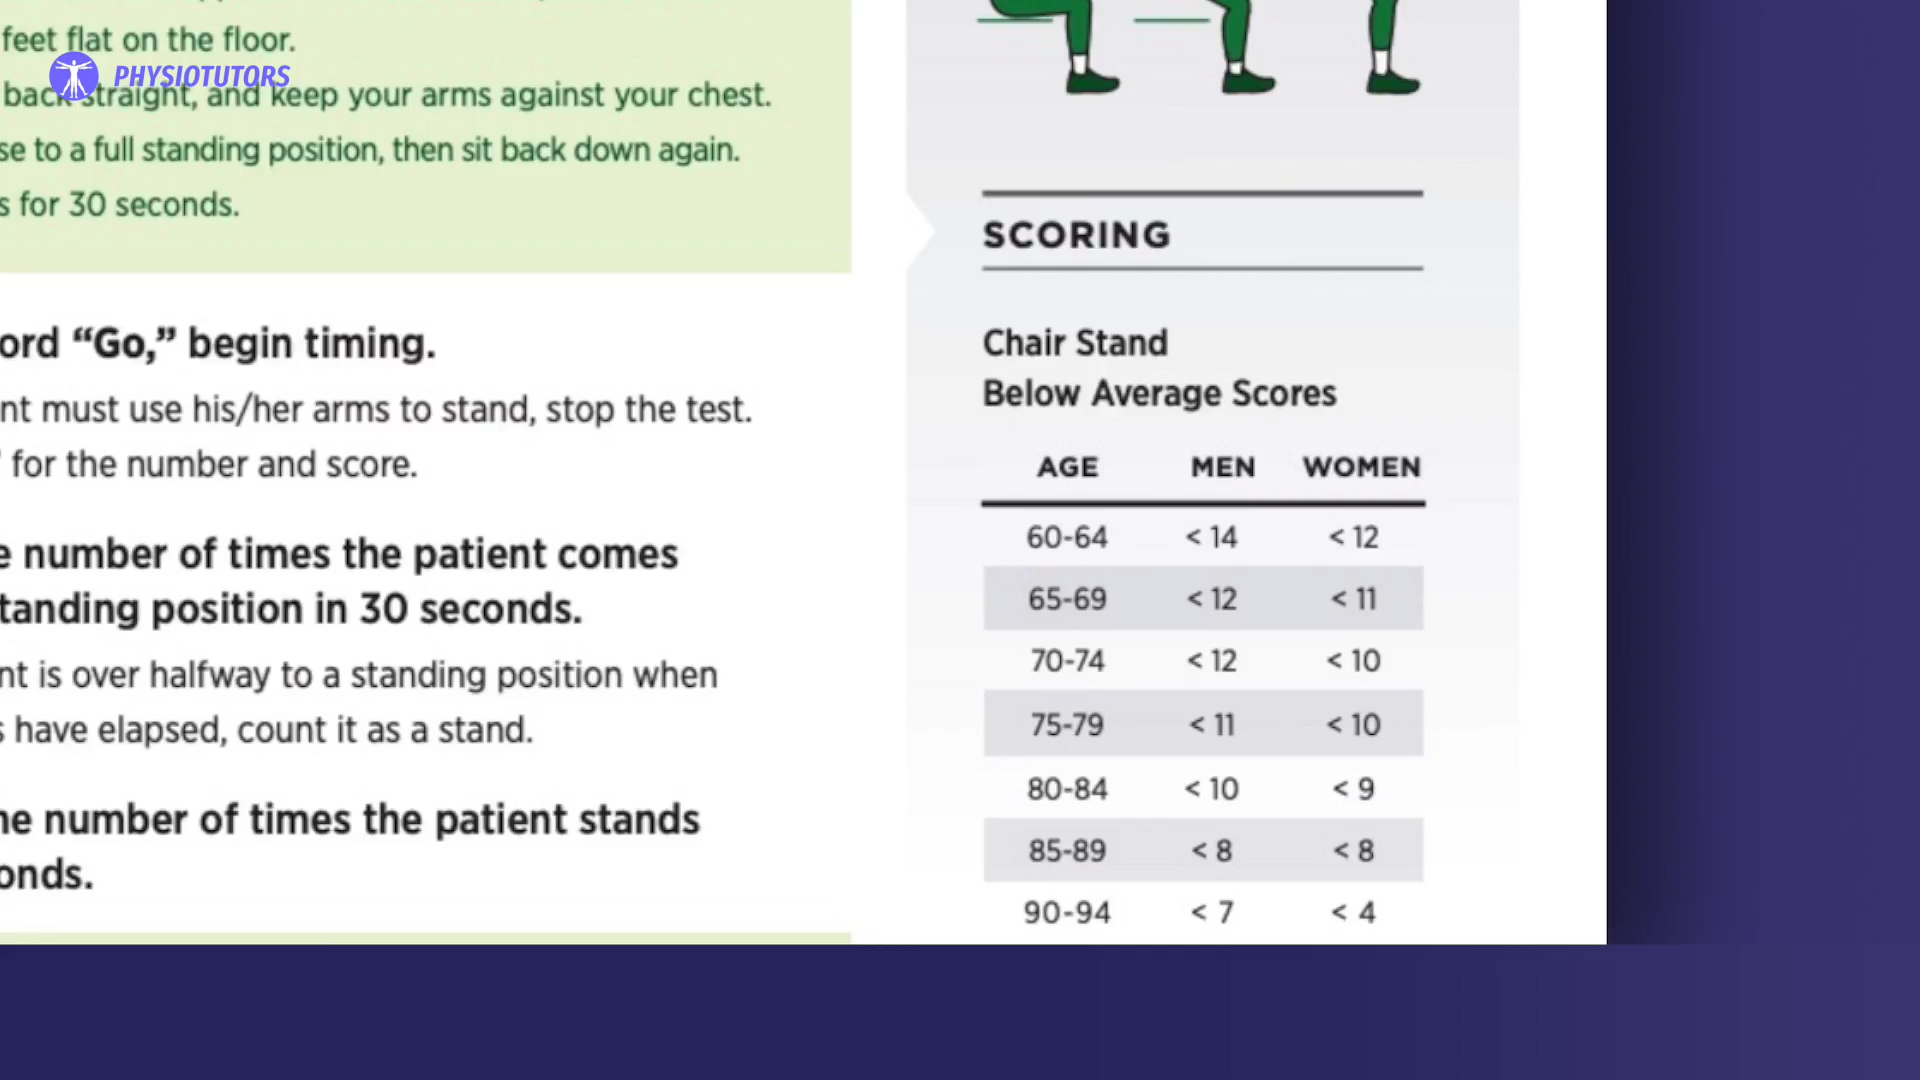 feet flat on the floor.
PHYSIOTUTORS
back straight, and keep your arms against your chest.
se to a full standing position, then sit back down again.
s for 30 seconds.
ord “Go,” begin timing.
nt must use his/her arms to stand, stop the test.
” for the number and score.
e number of times the patient comes
tanding position in 30 seconds.
nt is over halfway to a standing position when
s have elapsed, count it as a stand.
he number of times the patient stands
onds.
SCORING
Chair Stand
Below Average Scores
AGE MEN WOMEN
60-64 < 14 < 12
65-69 < 12 < 11
70-74 < 12 < 10
75-79 < 11 < 10
80-84 < 10 < 9
85-89 < 8 < 8
90-94 < 7 < 4